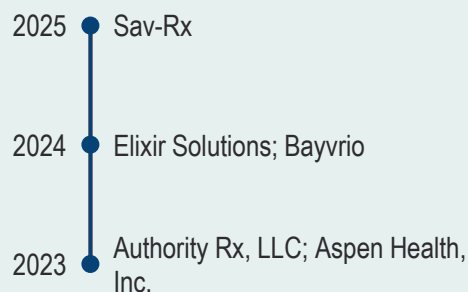 2025 Sav-Rx
2024 Elixir Solutions; Bayvrio
2023 Authority Rx, LLC; Aspen Health,
Inc.